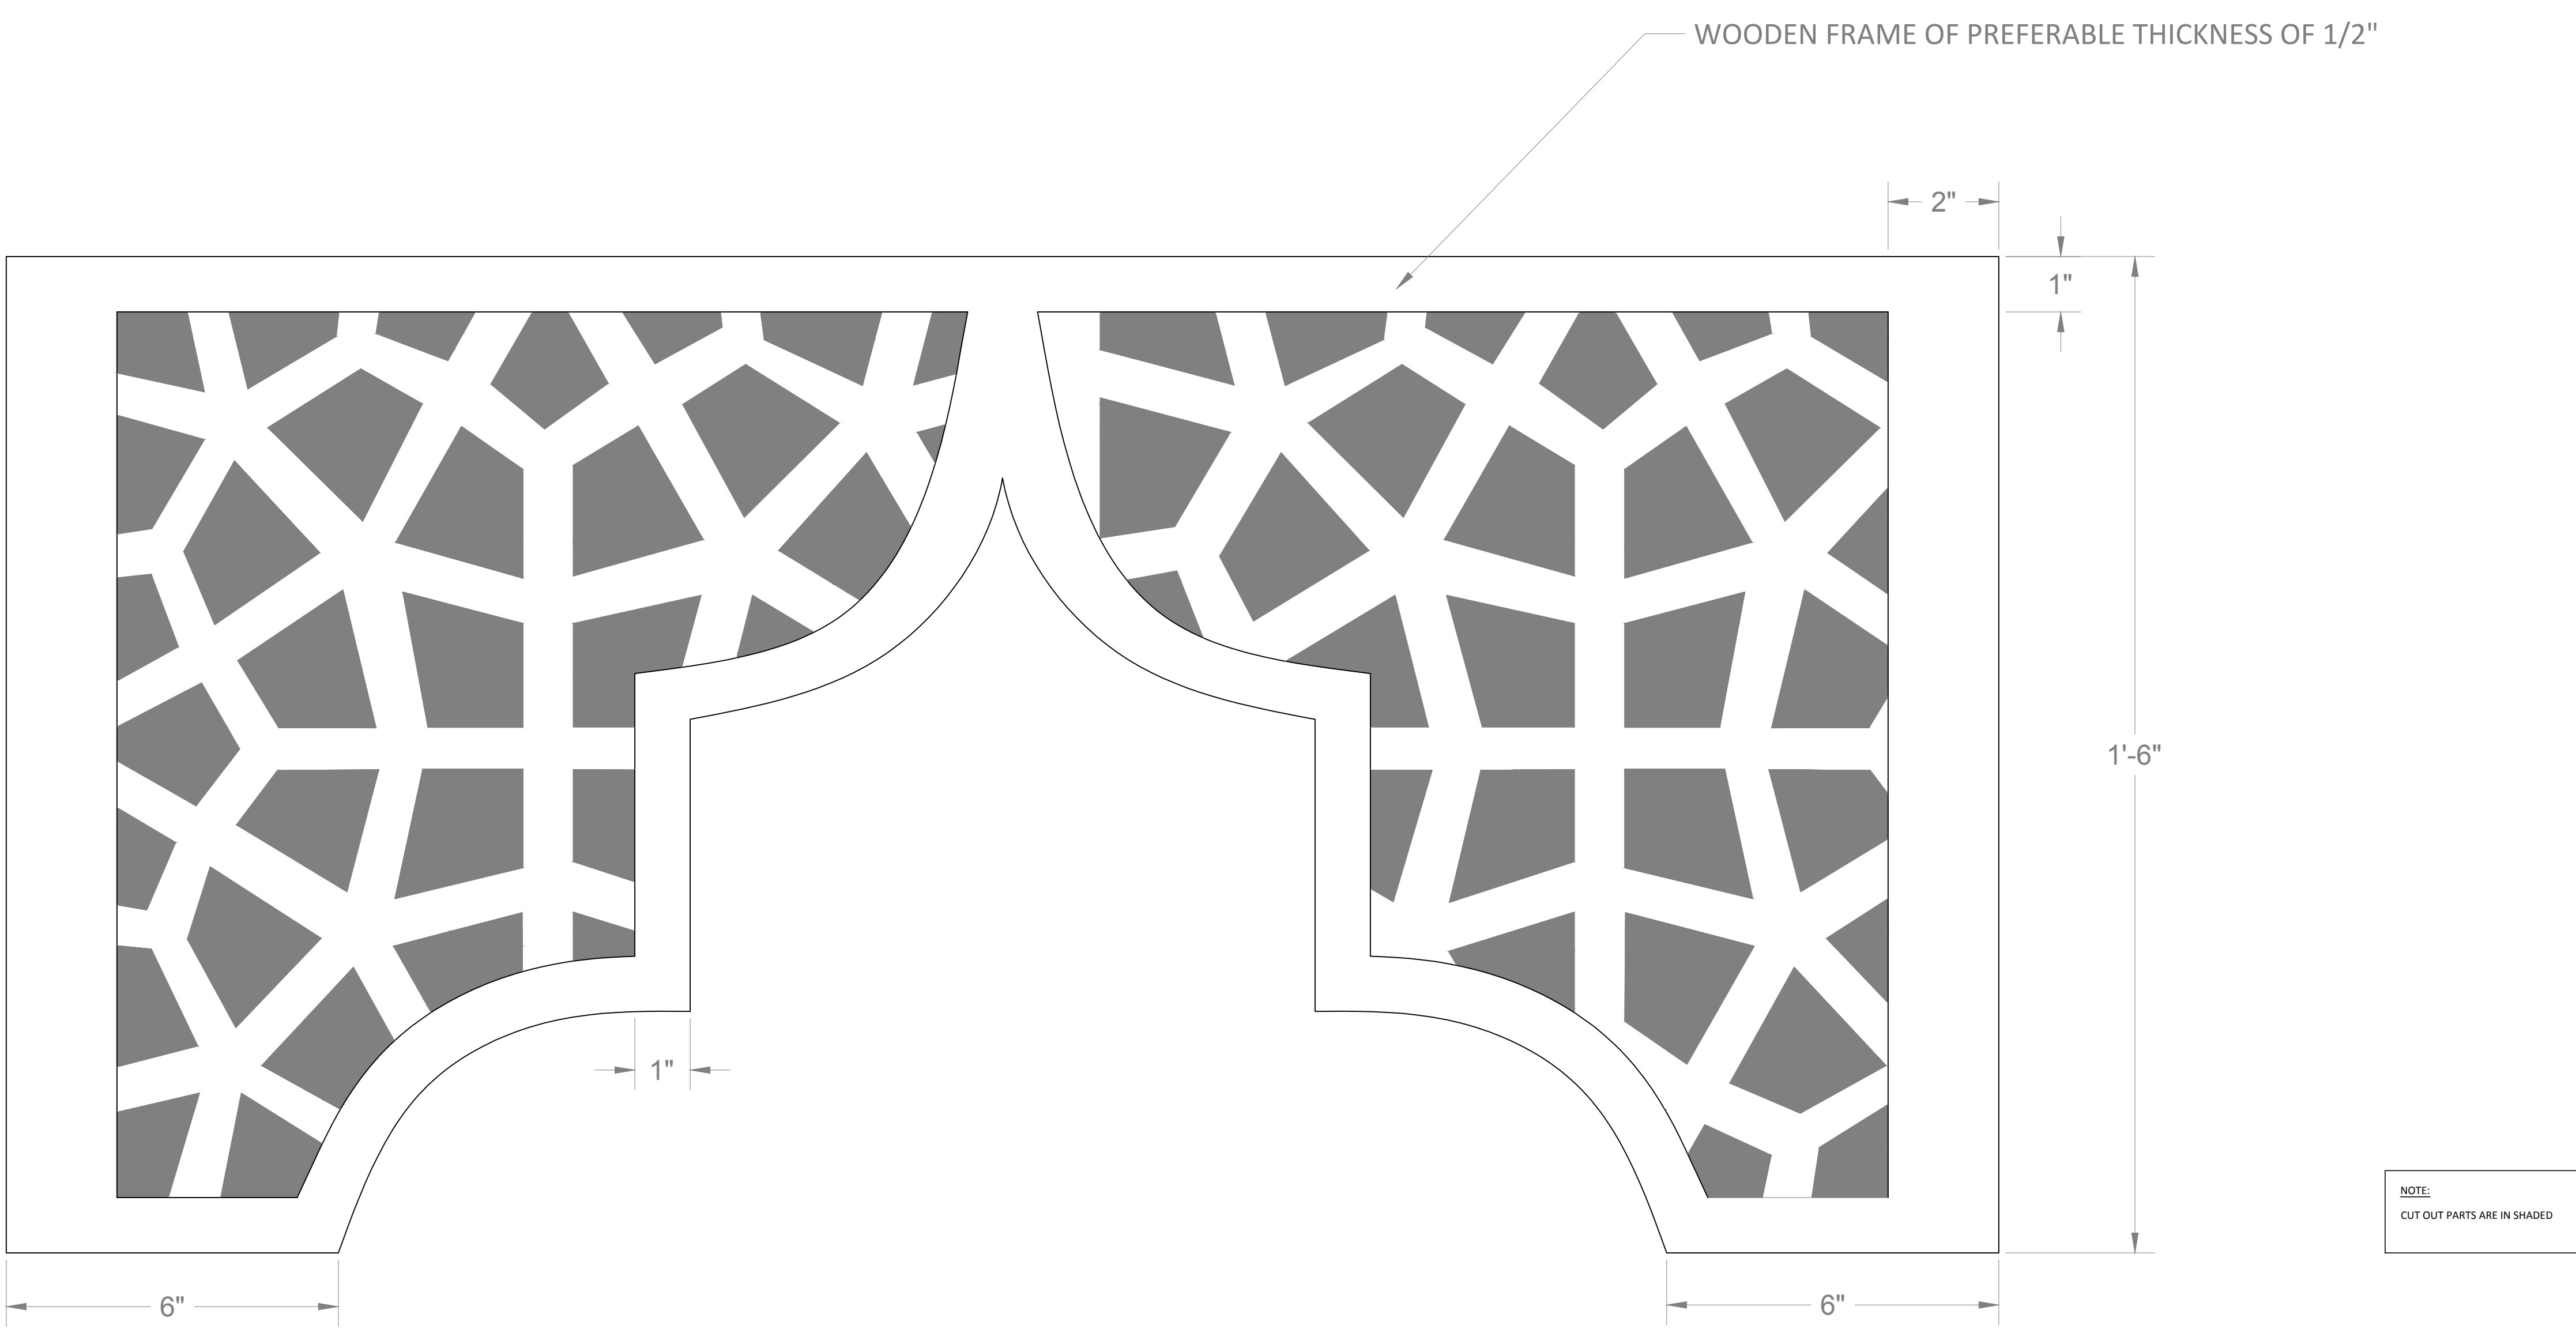 WOODEN FRAME OF PREFERABLE THICKNESS OF 1/2"
2"
1"
1'-6"
1"
NOTE:
CUT OUT PARTS ARE IN SHADED
6"
6"